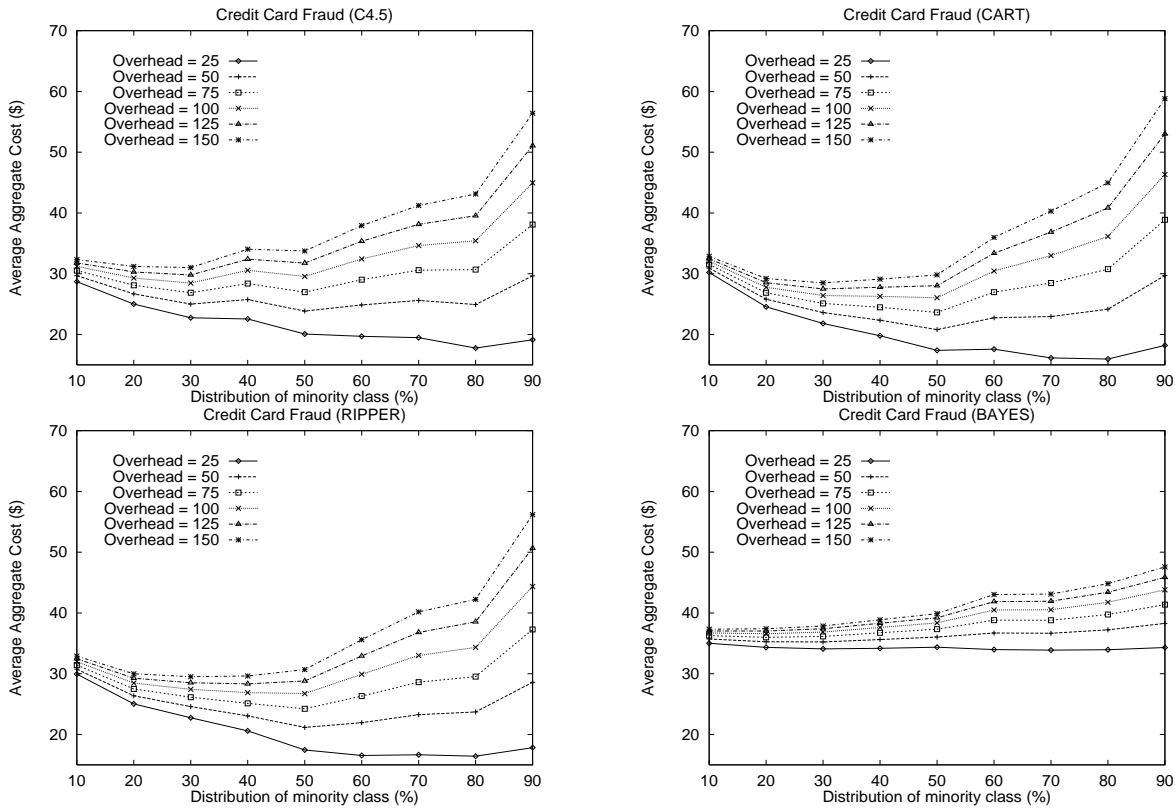 Credit Card Fraud (C4.5)
70
60
50
40
30
20
Average Aggregate Cost ($)
Overhead = 25
Overhead = 50
Overhead = 75
Overhead = 100
Overhead = 125
Overhead = 150
10 20 30 40 50 60 70 80 90
Distribution of minority class (%)
Credit Card Fraud (CART)
70
60
50
40
30
20
Average Aggregate Cost ($)
Overhead = 25
Overhead = 50
Overhead = 75
Overhead = 100
Overhead = 125
Overhead = 150
10 20 30 40 50 60 70 80 90
Distribution of minority class (%)
Credit Card Fraud (RIPPER)
70
60
50
40
30
20
Average Aggregate Cost ($)
Overhead = 25
Overhead = 50
Overhead = 75
Overhead = 100
Overhead = 125
Overhead = 150
10 20 30 40 50 60 70 80 90
Distribution of minority class (%)
Credit Card Fraud (BAYES)
70
60
50
40
30
20
Average Aggregate Cost ($)
Overhead = 25
Overhead = 50
Overhead = 75
Overhead = 100
Overhead = 125
Overhead = 150
10 20 30 40 50 60 70 80 90
Distribution of minority class (%)